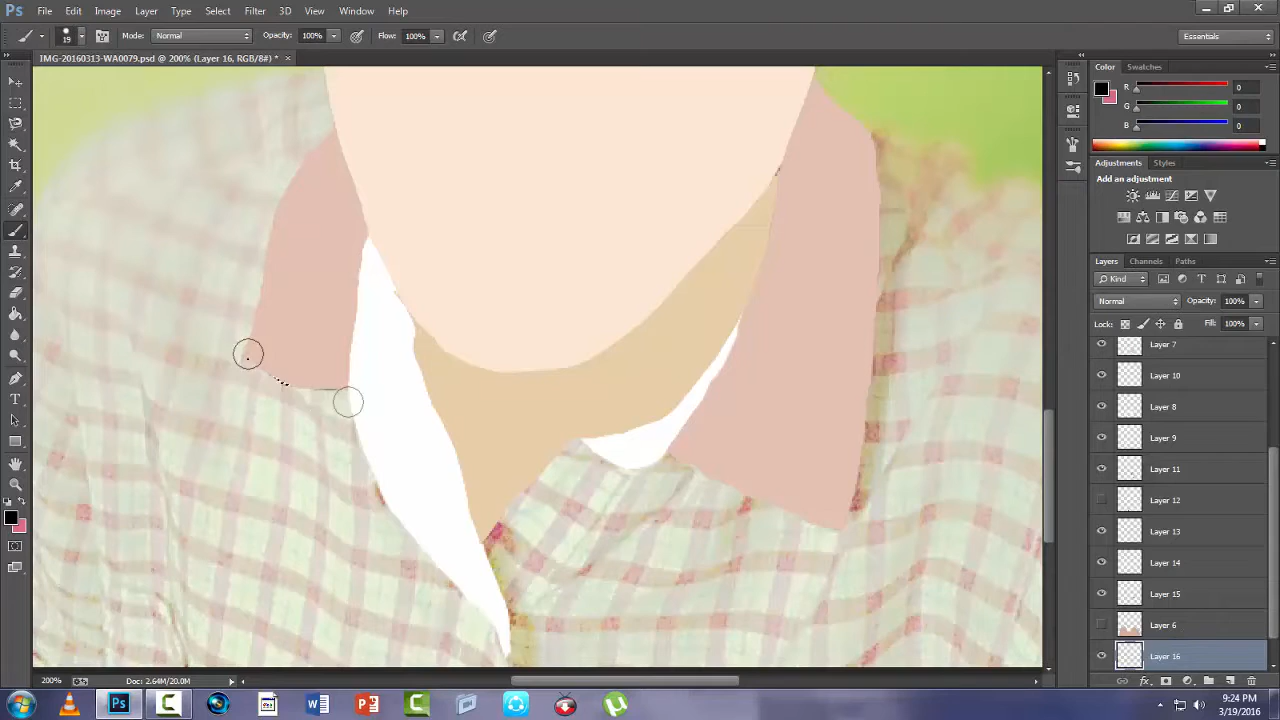 Ps File Edit Image Layer Type Select Filter 3D View Window Help
19 Mode: Normal Opacity: 100% Flow: 100% Essentials
IMG-20160313-WA0079.psd @ 200% (Layer 16, RGB/8#) * ×
Color Swatches
R 0
G 0
B 0
Adjustments Styles
Add an adjustment
Layers Channels Paths
Kind
Normal Opacity: 100%
Lock: Fill: 100%
Layer 7
Layer 10
Layer 8
Layer 9
Layer 11
Layer 12
Layer 13
Layer 14
Layer 15
Layer 6
Layer 16
200% Doc: 2.64M/20.0M
9:24 PM
3/19/2016